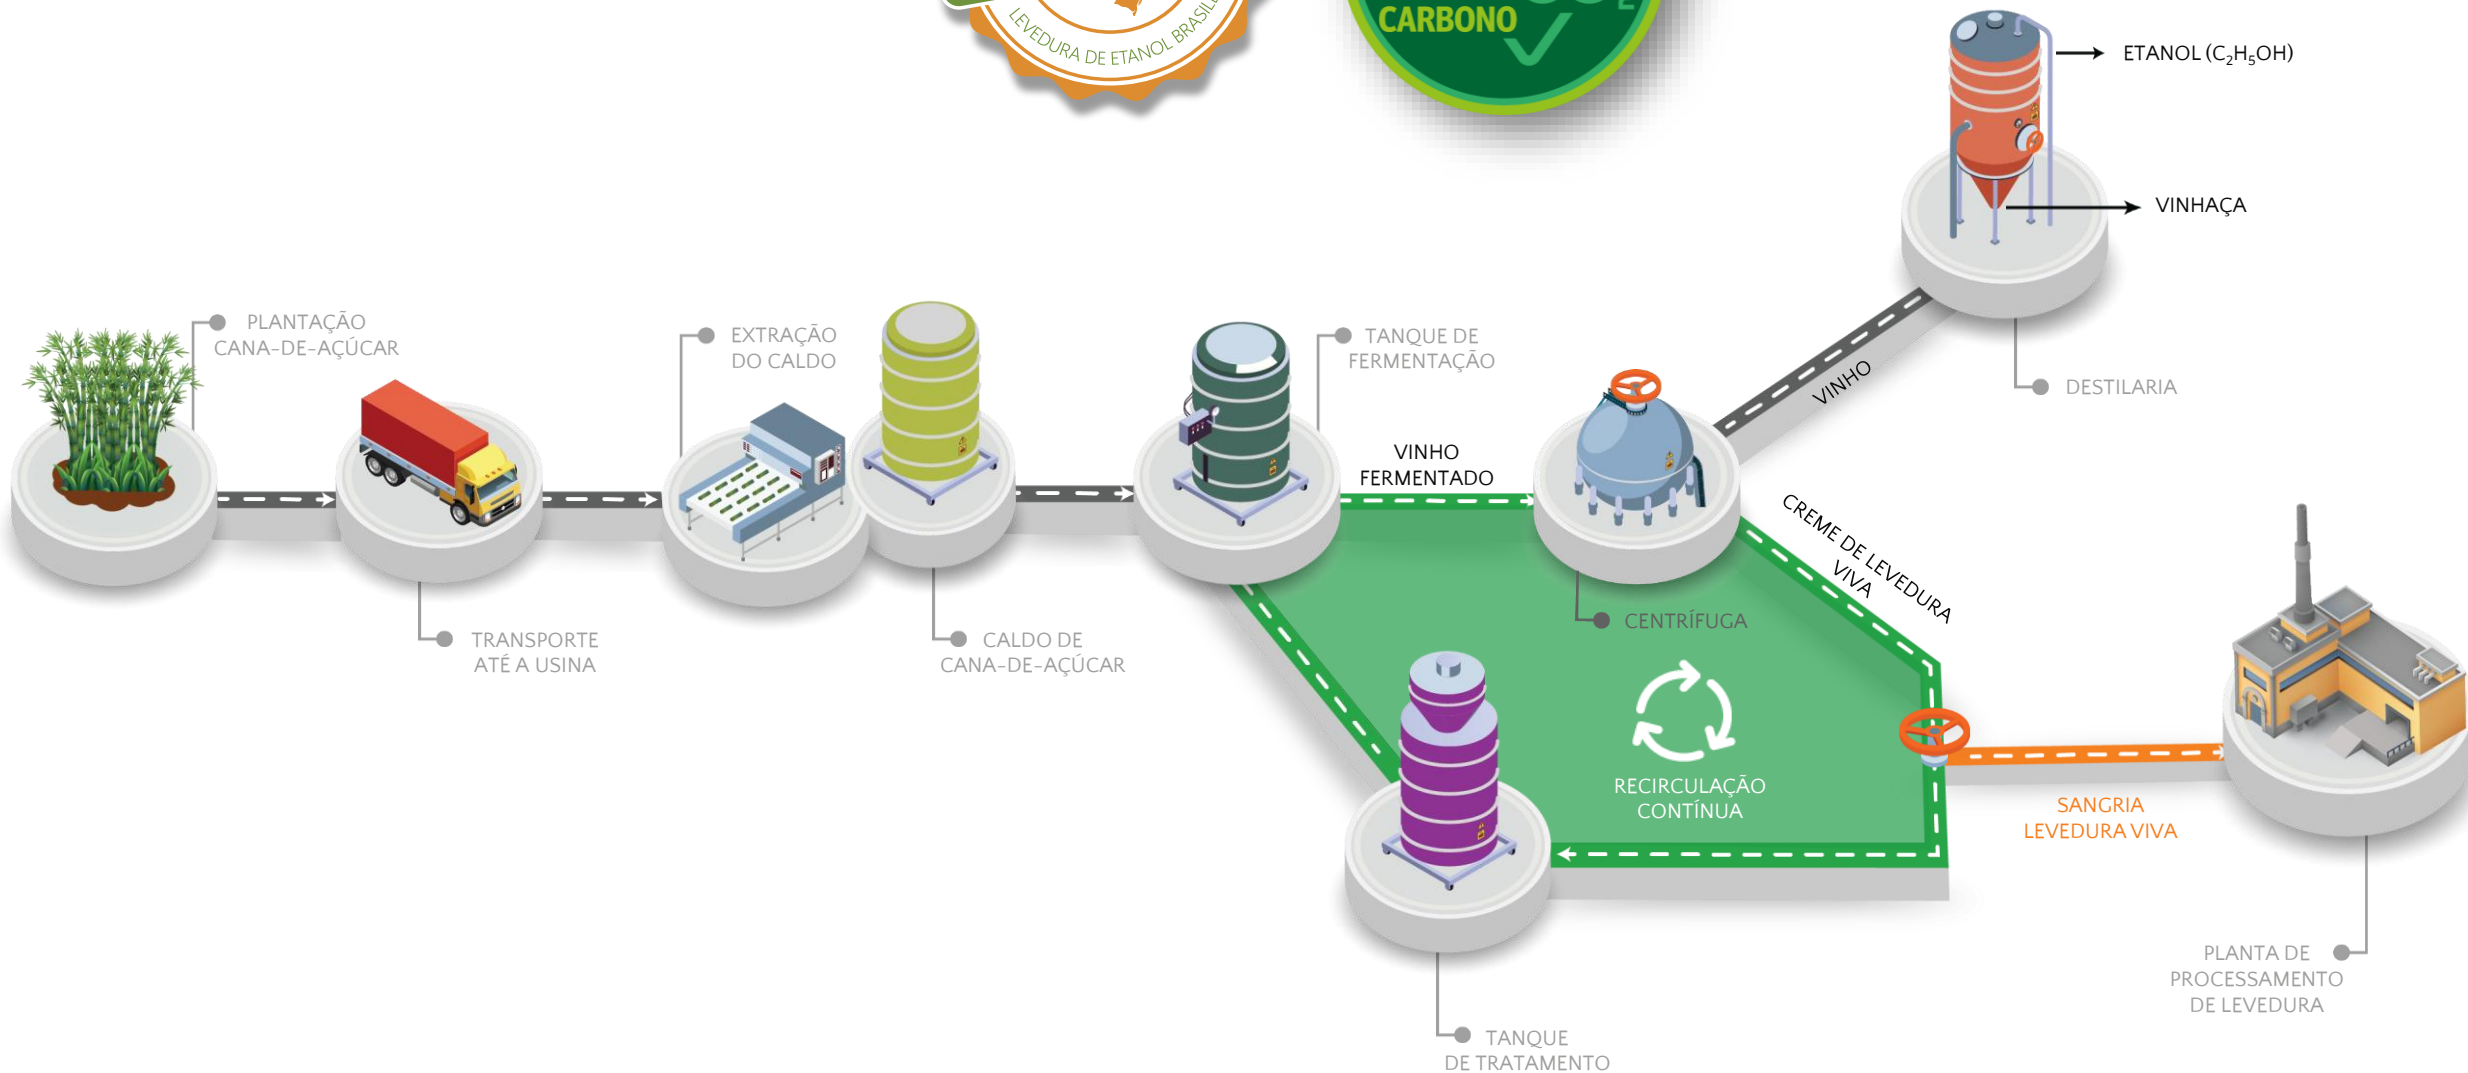 LEVEDURA DE ETANOL
CARBONO
ETANOL (C₂H₅OH)
VINHAÇA
DESTILARIA
PLANTAÇÃO
CANA-DE-AÇÚCAR
EXTRAÇÃO
DO CALDO
TANQUE DE
FERMENTAÇÃO
VINHO
VINHO
FERMENTADO
CREME DE LEVEDURA
VIVA
CENTRÍFUGA
TRANSPORTE
ATÉ A USINA
CALDO DE
CANA-DE-AÇÚCAR
RECIRCULAÇÃO
CONTÍNUA
SANGRIA
LEVEDURA VIVA
PLANTA DE
PROCESSAMENTO
DE LEVEDURA
TANQUE
DE TRATAMENTO